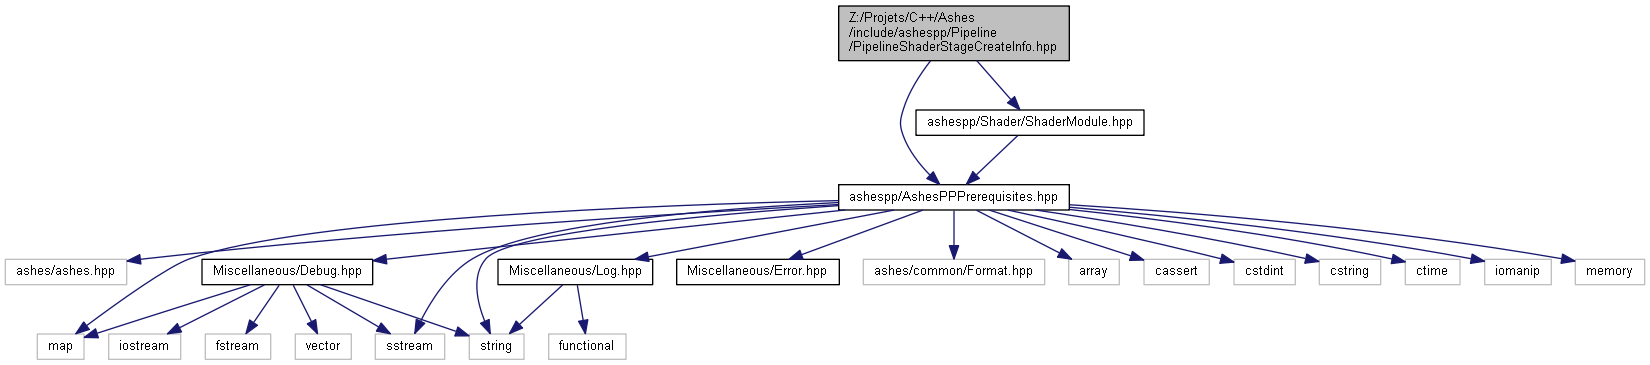 Z:/Projets/C++/Ashes
/include/ashespp/Pipeline
/PipelineShaderStageCreateInfo.hpp
ashespp/Shader/ShaderModule.hpp
ashespp/AshesPPPrerequisites.hpp
ashes/ashes.hpp
Miscellaneous/Debug.hpp
Miscellaneous/Log.hpp
Miscellaneous/Error.hpp
ashes/common/Format.hpp
array
cassert
cstdint
cstring
ctime
iomanip
memory
map
iostream
fstream
vector
sstream
string
functional